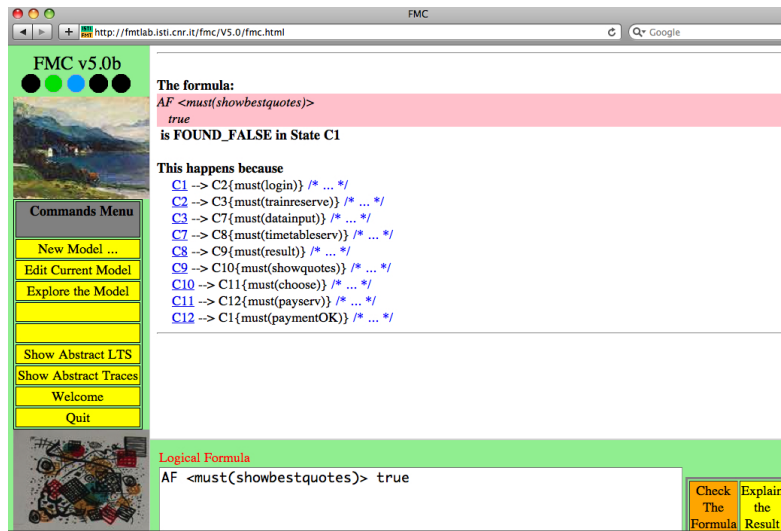 FMC
http://fmtlab.isti.cnr.it/fmc/V5.0/fmc.html
Google
FMC v5.0b
Commands Menu
New Model ...
Edit Current Model
Explore the Model
Show Abstract LTS
Show Abstract Traces
Welcome
Quit
The formula:
AF <must(showbestquotes)>
true
is FOUND_FALSE in State C1
This happens because
C1 --> C2{must(login)} /* ... */
C2 --> C3{must(trainreserve)} /* ... */
C3 --> C7{must(datainput)} /* ... */
C7 --> C8{must(timetableserv)} /* ... */
C8 --> C9{must(result)} /* ... */
C9 --> C10{must(showquotes)} /* ... */
C10 --> C11{must(choose)} /* ... */
C11 --> C12{must(payserv)} /* ... */
C12 --> C1{must(paymentOK)} /* ... */
Logical Formula
AF <must(showbestquotes)> true
Check
The
Formula
Explain
the
Result